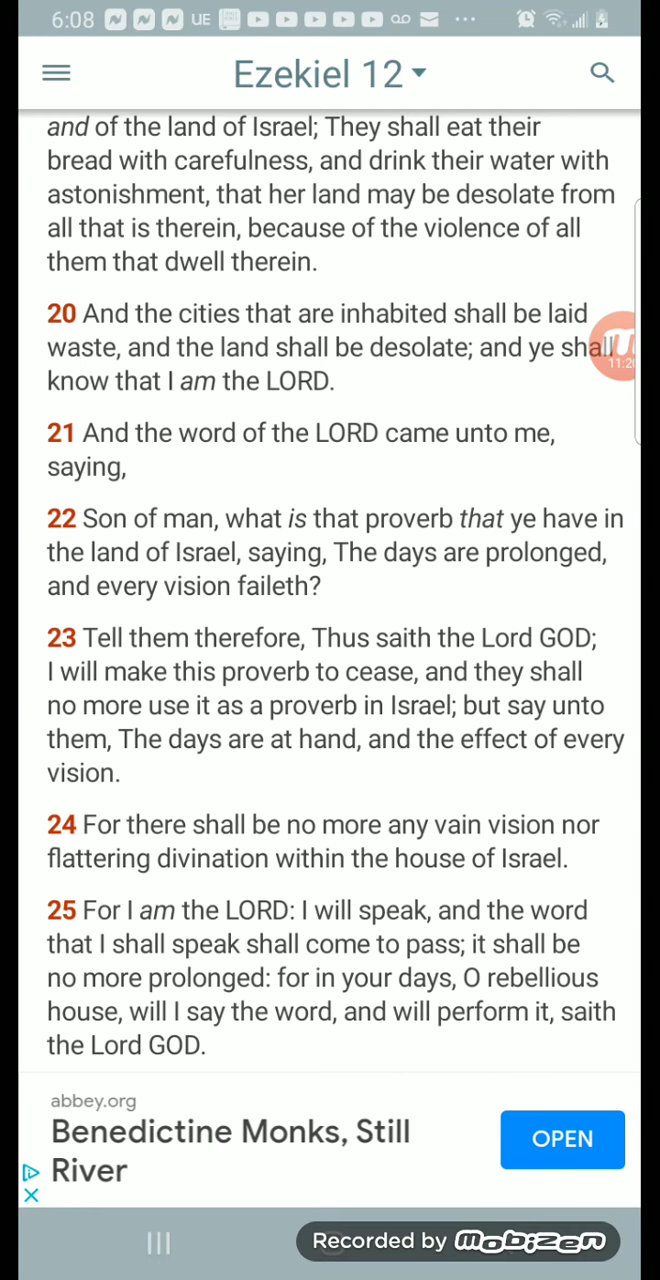 6:08 UE
Ezekiel 12
and of the land of Israel; They shall eat their
bread with carefulness, and drink their water with
astonishment, that her land may be desolate from
all that is therein, because of the violence of all
them that dwell therein.
20 And the cities that are inhabited shall be laid
waste, and the land shall be desolate; and ye shall
11:20
know that I am the LORD.
21 And the word of the LORD came unto me,
saying,
22 Son of man, what is that proverb that ye have in
the land of Israel, saying, The days are prolonged,
and every vision faileth?
23 Tell them therefore, Thus saith the Lord GOD;
I will make this proverb to cease, and they shall
no more use it as a proverb in Israel; but say unto
them, The days are at hand, and the effect of every
vision.
24 For there shall be no more any vain vision nor
flattering divination within the house of Israel.
25 For I am the LORD: I will speak, and the word
that I shall speak shall come to pass; it shall be
no more prolonged: for in your days, O rebellious
house, will I say the word, and will perform it, saith
the Lord GOD.
abbey.org
Benedictine Monks, Still
River
OPEN
Recorded by mobizen